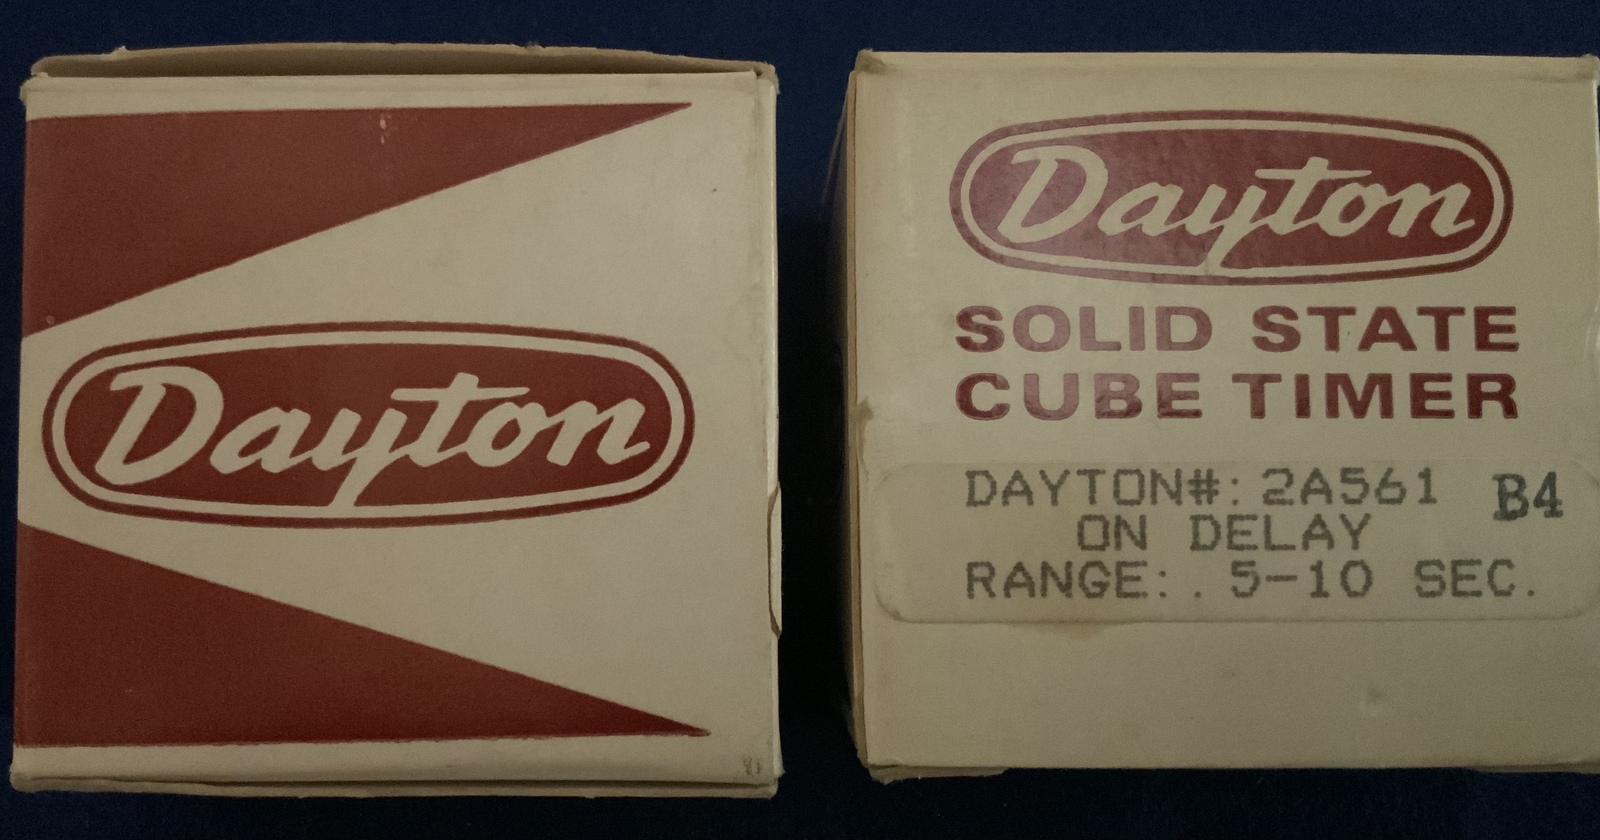 Dayton
Dayton
SOLID STATE
CUBE TIMER
DAYTON#: 2A561 B4
ON DELAY
RANGE: . 5-10 SEC.